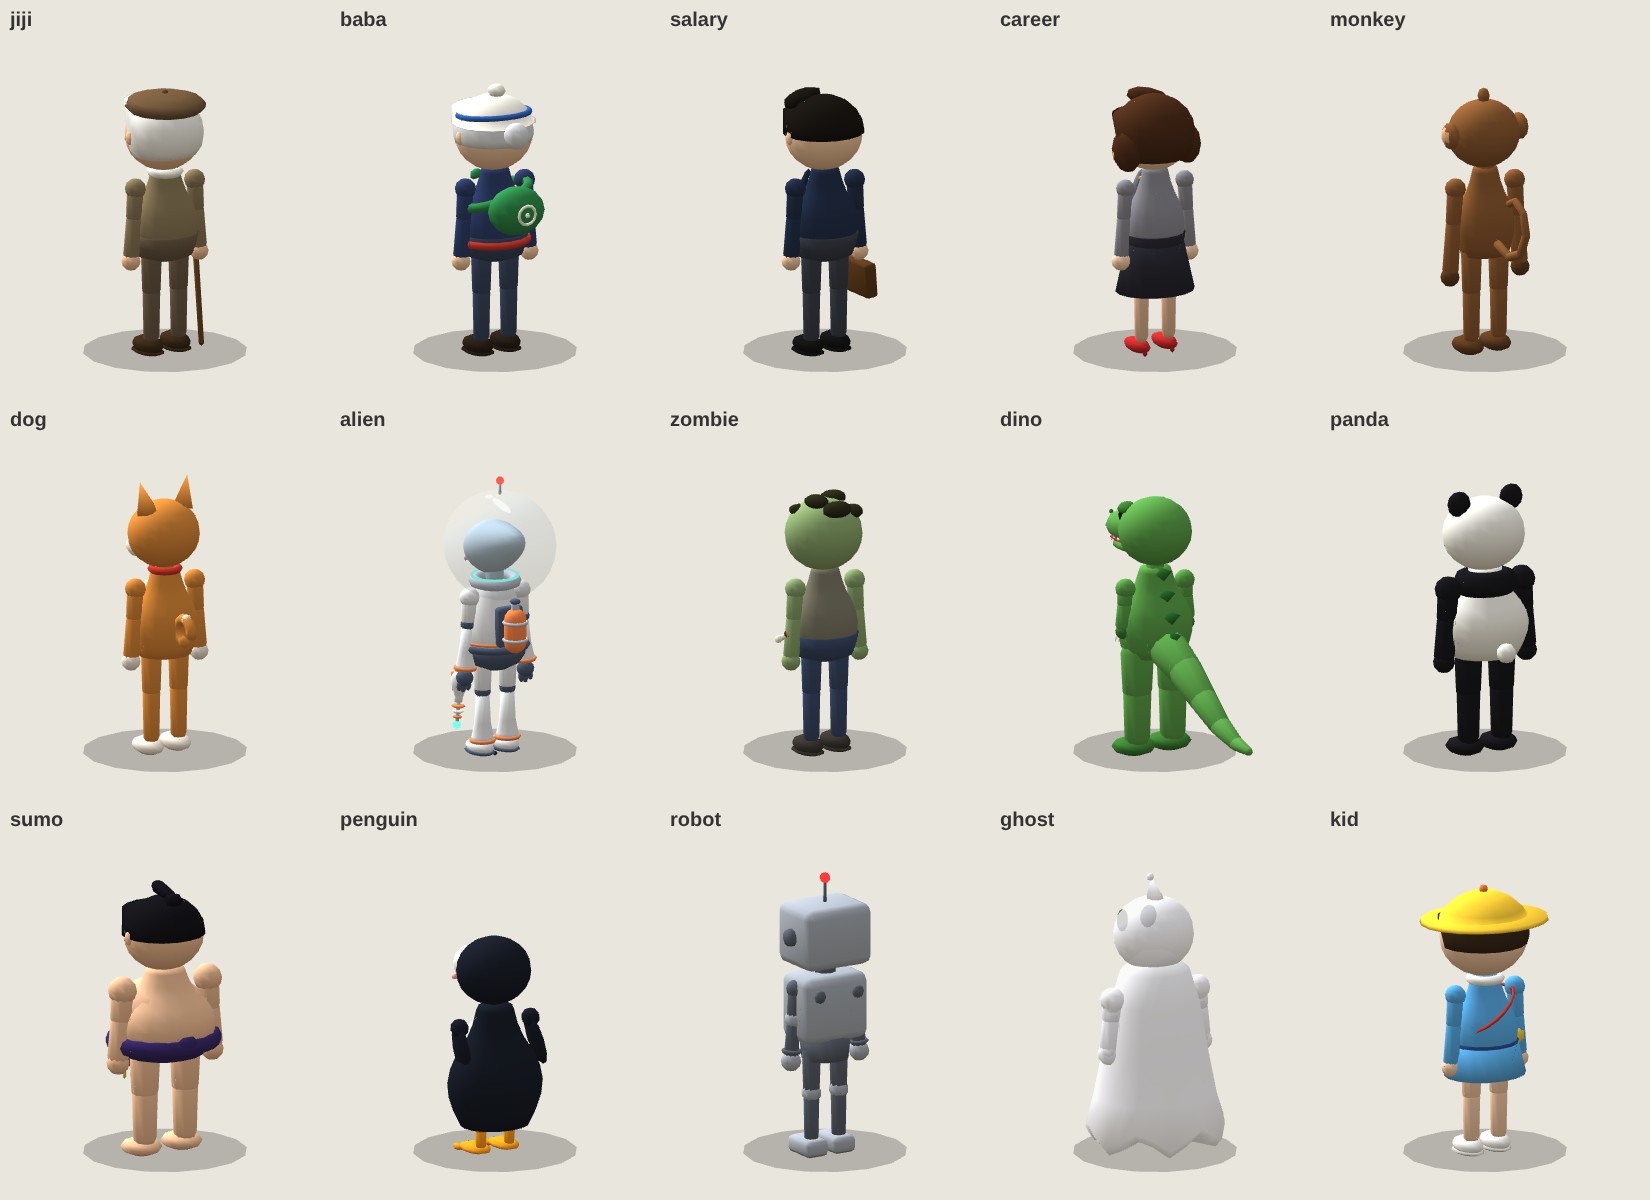 jiji
baba
salary
career
monkey
dog
alien
zombie
dino
panda
sumo
penguin
robot
ghost
kid